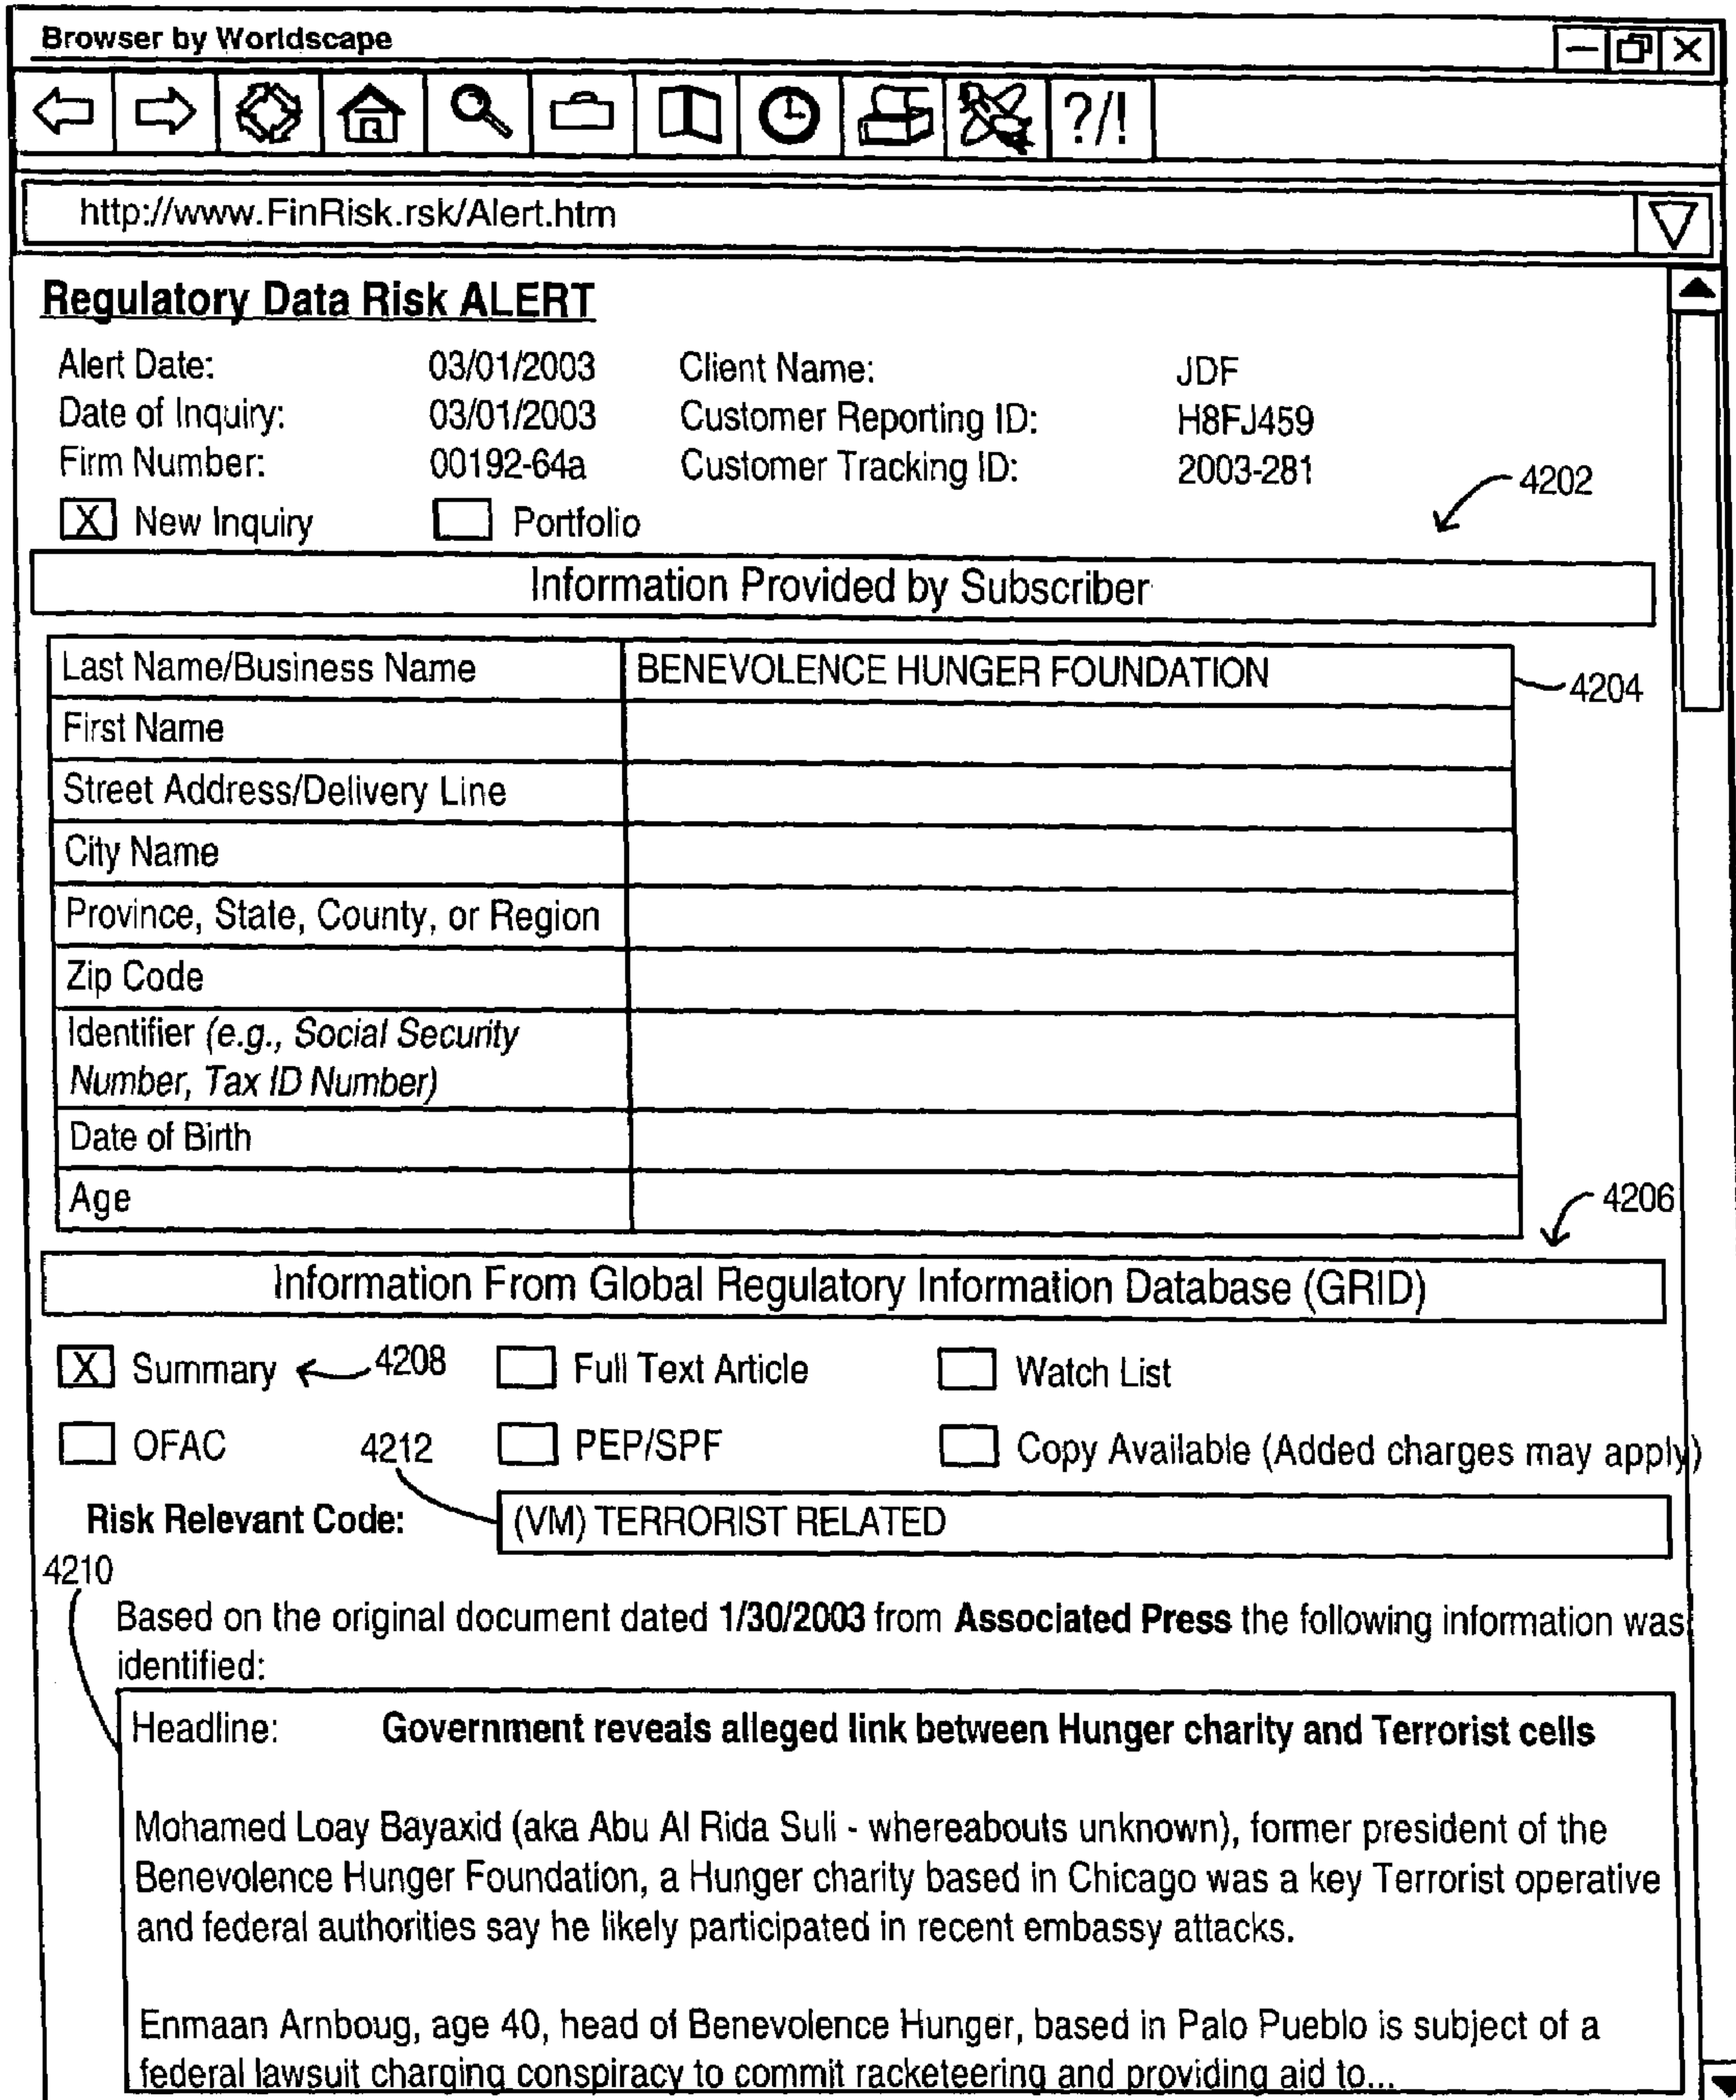 Browser by Worldscape
?/!
http://www.FinRisk.rsk/Alert.htm
Regulatory Data Risk ALERT
Alert Date: 03/01/2003 Client Name: JDF
Date of Inquiry: 03/01/2003 Customer Reporting ID: H8FJ459
Firm Number: 00192-64a Customer Tracking ID: 2003-281
4202
X New Inquiry Portfolio
Information Provided by Subscriber
Last Name/Business Name BENEVOLENCE HUNGER FOUNDATION
4204
First Name
Street Address/Delivery Line
City Name
Province, State, County, or Region
Zip Code
Identifier (e.g., Social Security
Number, Tax ID Number)
Date of Birth
Age
4206
Information From Global Regulatory Information Database (GRID)
X Summary 4208 Full Text Article Watch List
OFAC 4212 PEP/SPF Copy Available (Added charges may apply)
Risk Relevant Code: (VM) TERRORIST RELATED
4210
Based on the original document dated 1/30/2003 from Associated Press the following information was
identified:
Headline: Government reveals alleged link between Hunger charity and Terrorist cells
Mohamed Loay Bayaxid (aka Abu Al Rida Suli - whereabouts unknown), former president of the
Benevolence Hunger Foundation, a Hunger charity based in Chicago was a key Terrorist operative
and federal authorities say he likely participated in recent embassy attacks.
Enmaan Arnboug, age 40, head of Benevolence Hunger, based in Palo Pueblo is subject of a
federal lawsuit charging conspiracy to commit racketeering and providing aid to...